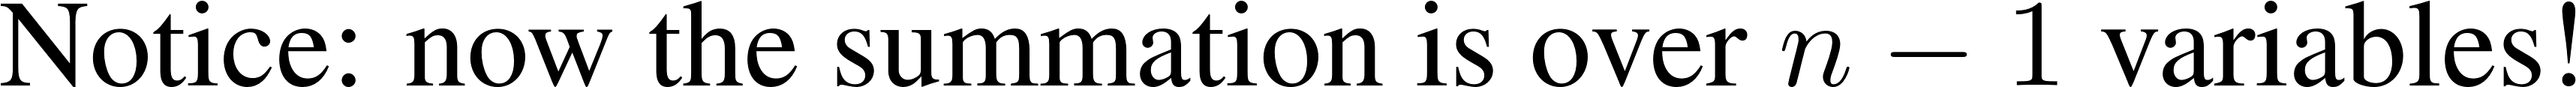 Notice: now the summation is over n − 1 variables!